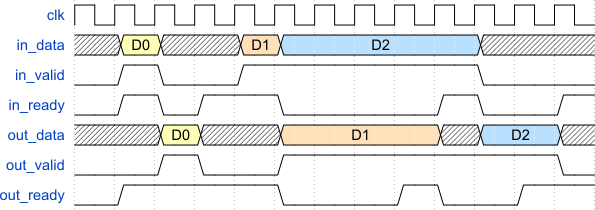 clk
in_data D0 D1 D2
in_valid
in_ready
out_data D0 D1 D2
out_valid
out_ready